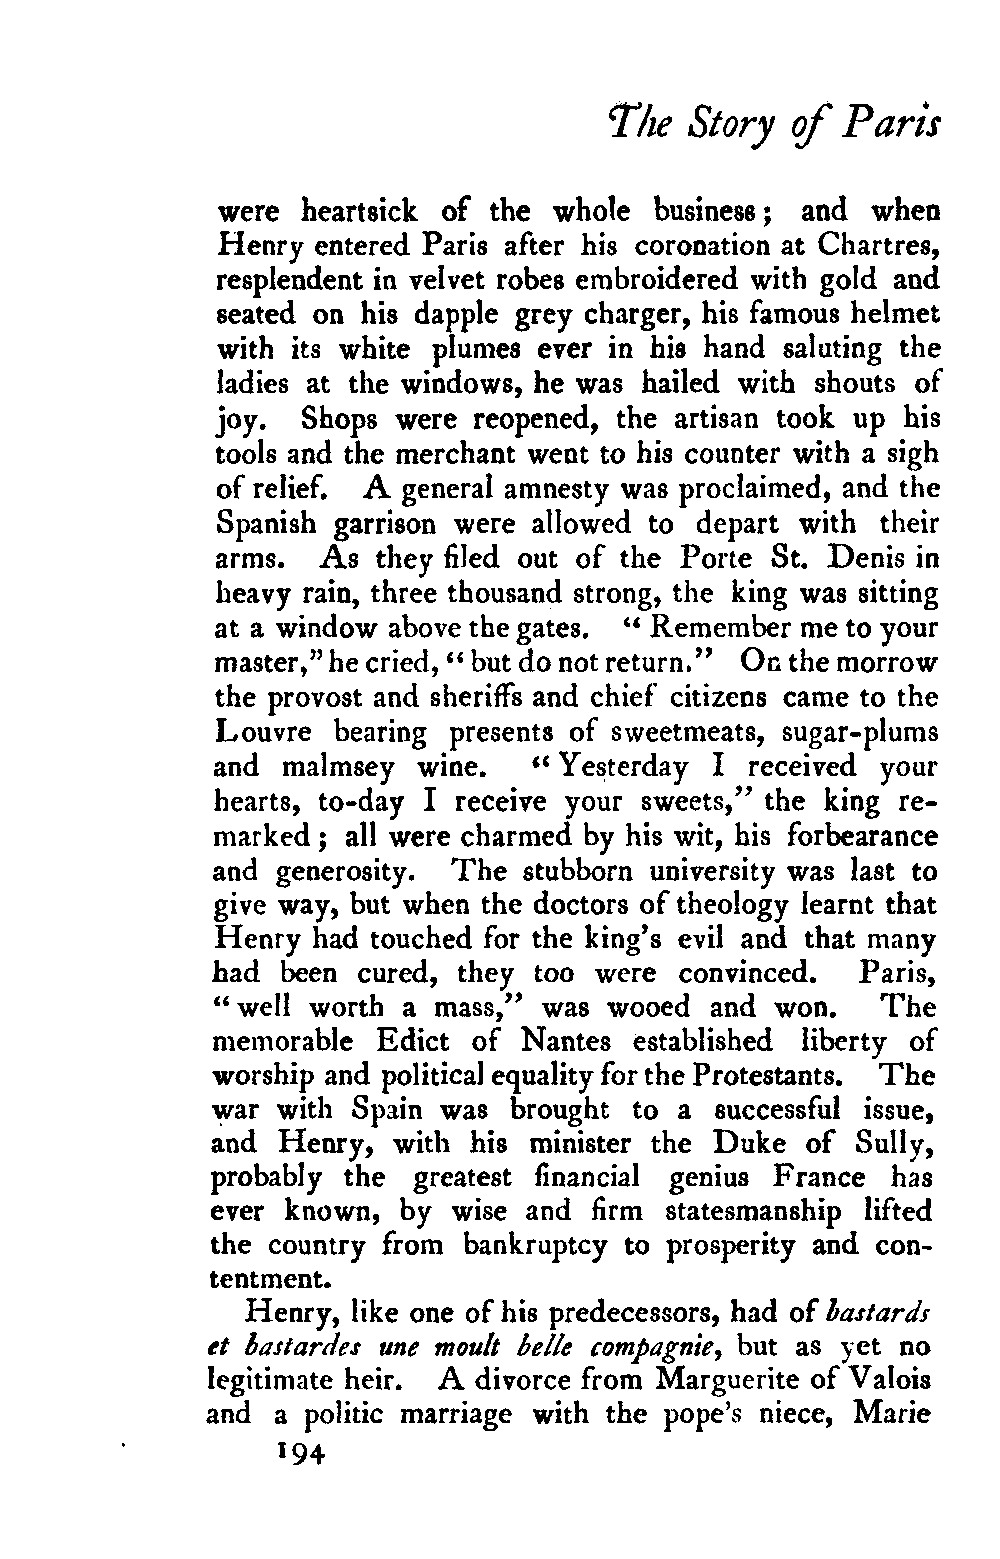 The Story of Paris
were heartsick of the whole business; and when
Henry entered Paris after his coronation at Chartres,
resplendent in velvet robes embroidered with gold and
seated on his dapple grey charger, his famous helmet
with its white plumes ever in his hand saluting the
ladies at the windows, he was hailed with shouts of
joy. Shops were reopened, the artisan took up his
tools and the merchant went to his counter with a sigh
of relief. A general amnesty was proclaimed, and the
Spanish garrison were allowed to depart with their
arms. As they filed out of the Porte St. Denis in
heavy rain, three thousand strong, the king was sitting
at a window above the gates. "Remember me to your
master," he cried, "but do not return." On the morrow
the provost and sheriffs and chief citizens came to the
Louvre bearing presents of sweetmeats, sugar-plums
and malmsey wine. "Yesterday I received your
hearts, to-day I receive your sweets," the king re-
marked; all were charmed by his wit, his forbearance
and generosity. The stubborn university was last to
give way, but when the doctors of theology learnt that
Henry had touched for the king's evil and that many
had been cured, they too were convinced. Paris,
"well worth a mass," was wooed and won. The
memorable Edict of Nantes established liberty of
worship and political equality for the Protestants. The
war with Spain was brought to a successful issue,
and Henry, with his minister the Duke of Sully,
probably the greatest financial genius France has
ever known, by wise and firm statesmanship lifted
the country from bankruptcy to prosperity and con-
tentment.
Henry, like one of his predecessors, had of bastards
et bastardes une moult belle compagnie, but as yet no
legitimate heir. A divorce from Marguerite of Valois
and a politic marriage with the pope's niece, Marie
194